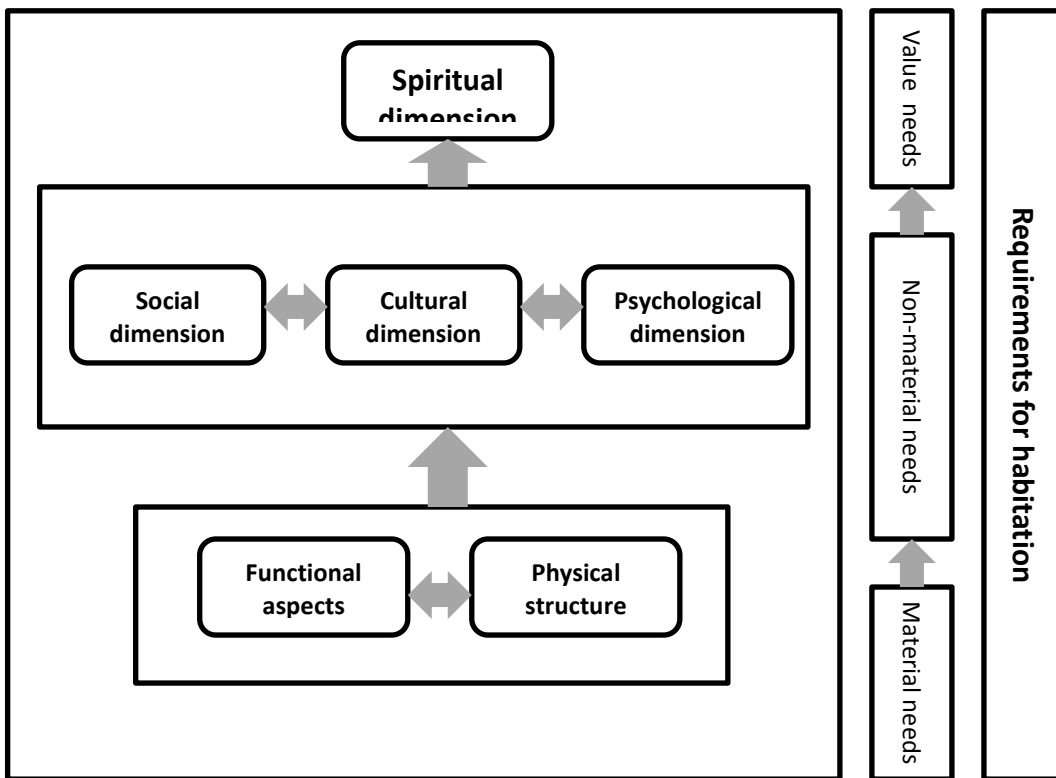 Spiritual
dimension
Social
dimension
Cultural
dimension
Psychological
dimension
Functional
aspects
Physical
structure
Value needs
Non-material needs
Material needs
Requirements for habitation